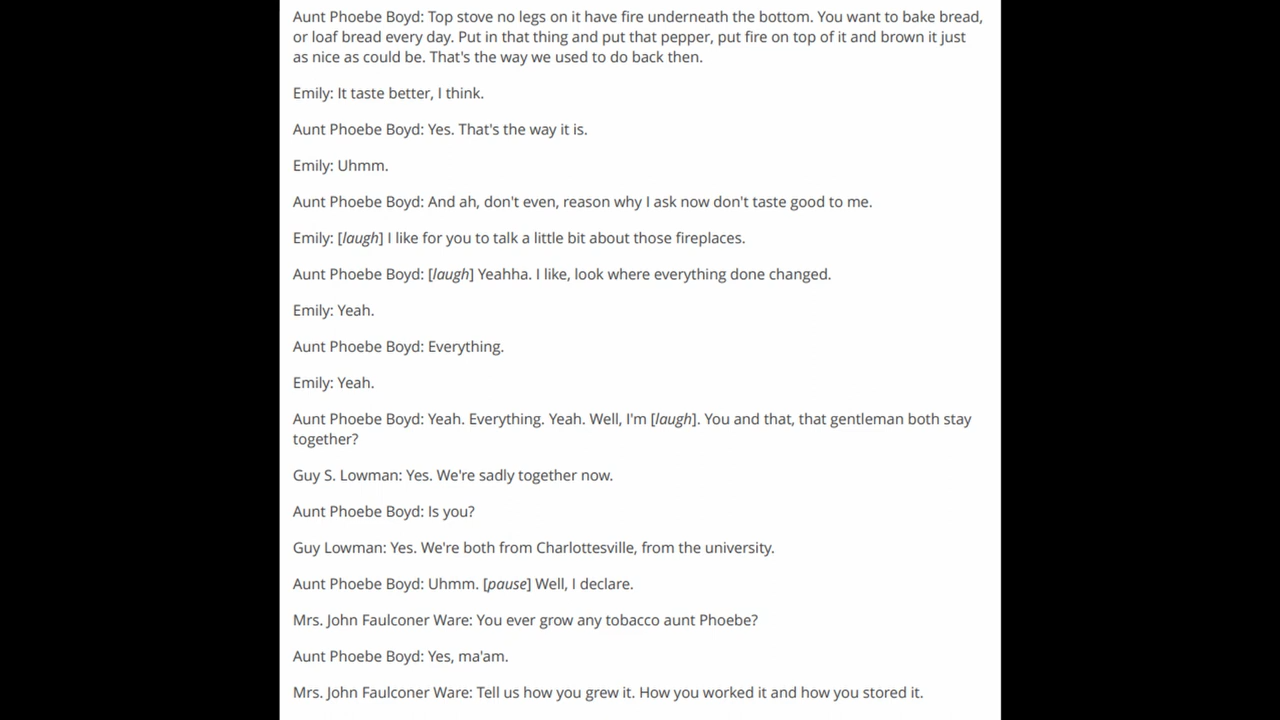 Aunt Phoebe Boyd: Top stove no legs on it have fire underneath the bottom. You want to bake bread,
or loaf bread every day. Put in that thing and put that pepper, put fire on top of it and brown it just
as nice as could be. That's the way we used to do back then.
Emily: It taste better, I think.
Aunt Phoebe Boyd: Yes. That's the way it is.
Emily: Uhmm.
Aunt Phoebe Boyd: And ah, don't even, reason why I ask now don't taste good to me.
Emily: [laugh] I like for you to talk a little bit about those fireplaces.
Aunt Phoebe Boyd: [laugh] Yeahha. I like, look where everything done changed.
Emily: Yeah.
Aunt Phoebe Boyd: Everything.
Emily: Yeah.
Aunt Phoebe Boyd: Yeah. Everything. Yeah. Well, I'm [laugh]. You and that, that gentleman both stay
together?
Guy S. Lowman: Yes. We're sadly together now.
Aunt Phoebe Boyd: Is you?
Guy Lowman: Yes. We're both from Charlottesville, from the university.
Aunt Phoebe Boyd: Uhmm. [pause] Well, I declare.
Mrs. John Faulconer Ware: You ever grow any tobacco aunt Phoebe?
Aunt Phoebe Boyd: Yes, ma'am.
Mrs. John Faulconer Ware: Tell us how you grew it. How you worked it and how you stored it.